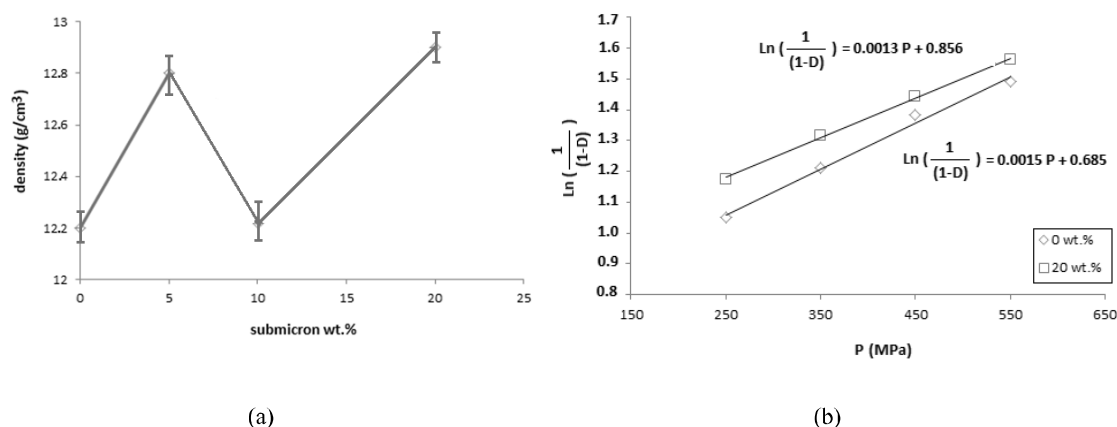 13
12.8
12.6
12.4
12.2
12
0 5 10 15 20 25
density (g/cm³)
submicron wt.%
(a)
1.7
1.6
1.5
1.4
1.3
1.2
1.1
1.0
0.9
0.8
150 250 350 450 550 650
Ln ( 1/(1-D) )
P (MPa)
Ln ( 1/(1-D) ) = 0.0013 P + 0.856
Ln ( 1/(1-D) ) = 0.0015 P + 0.685
0 wt.%
20 wt.%
(b)